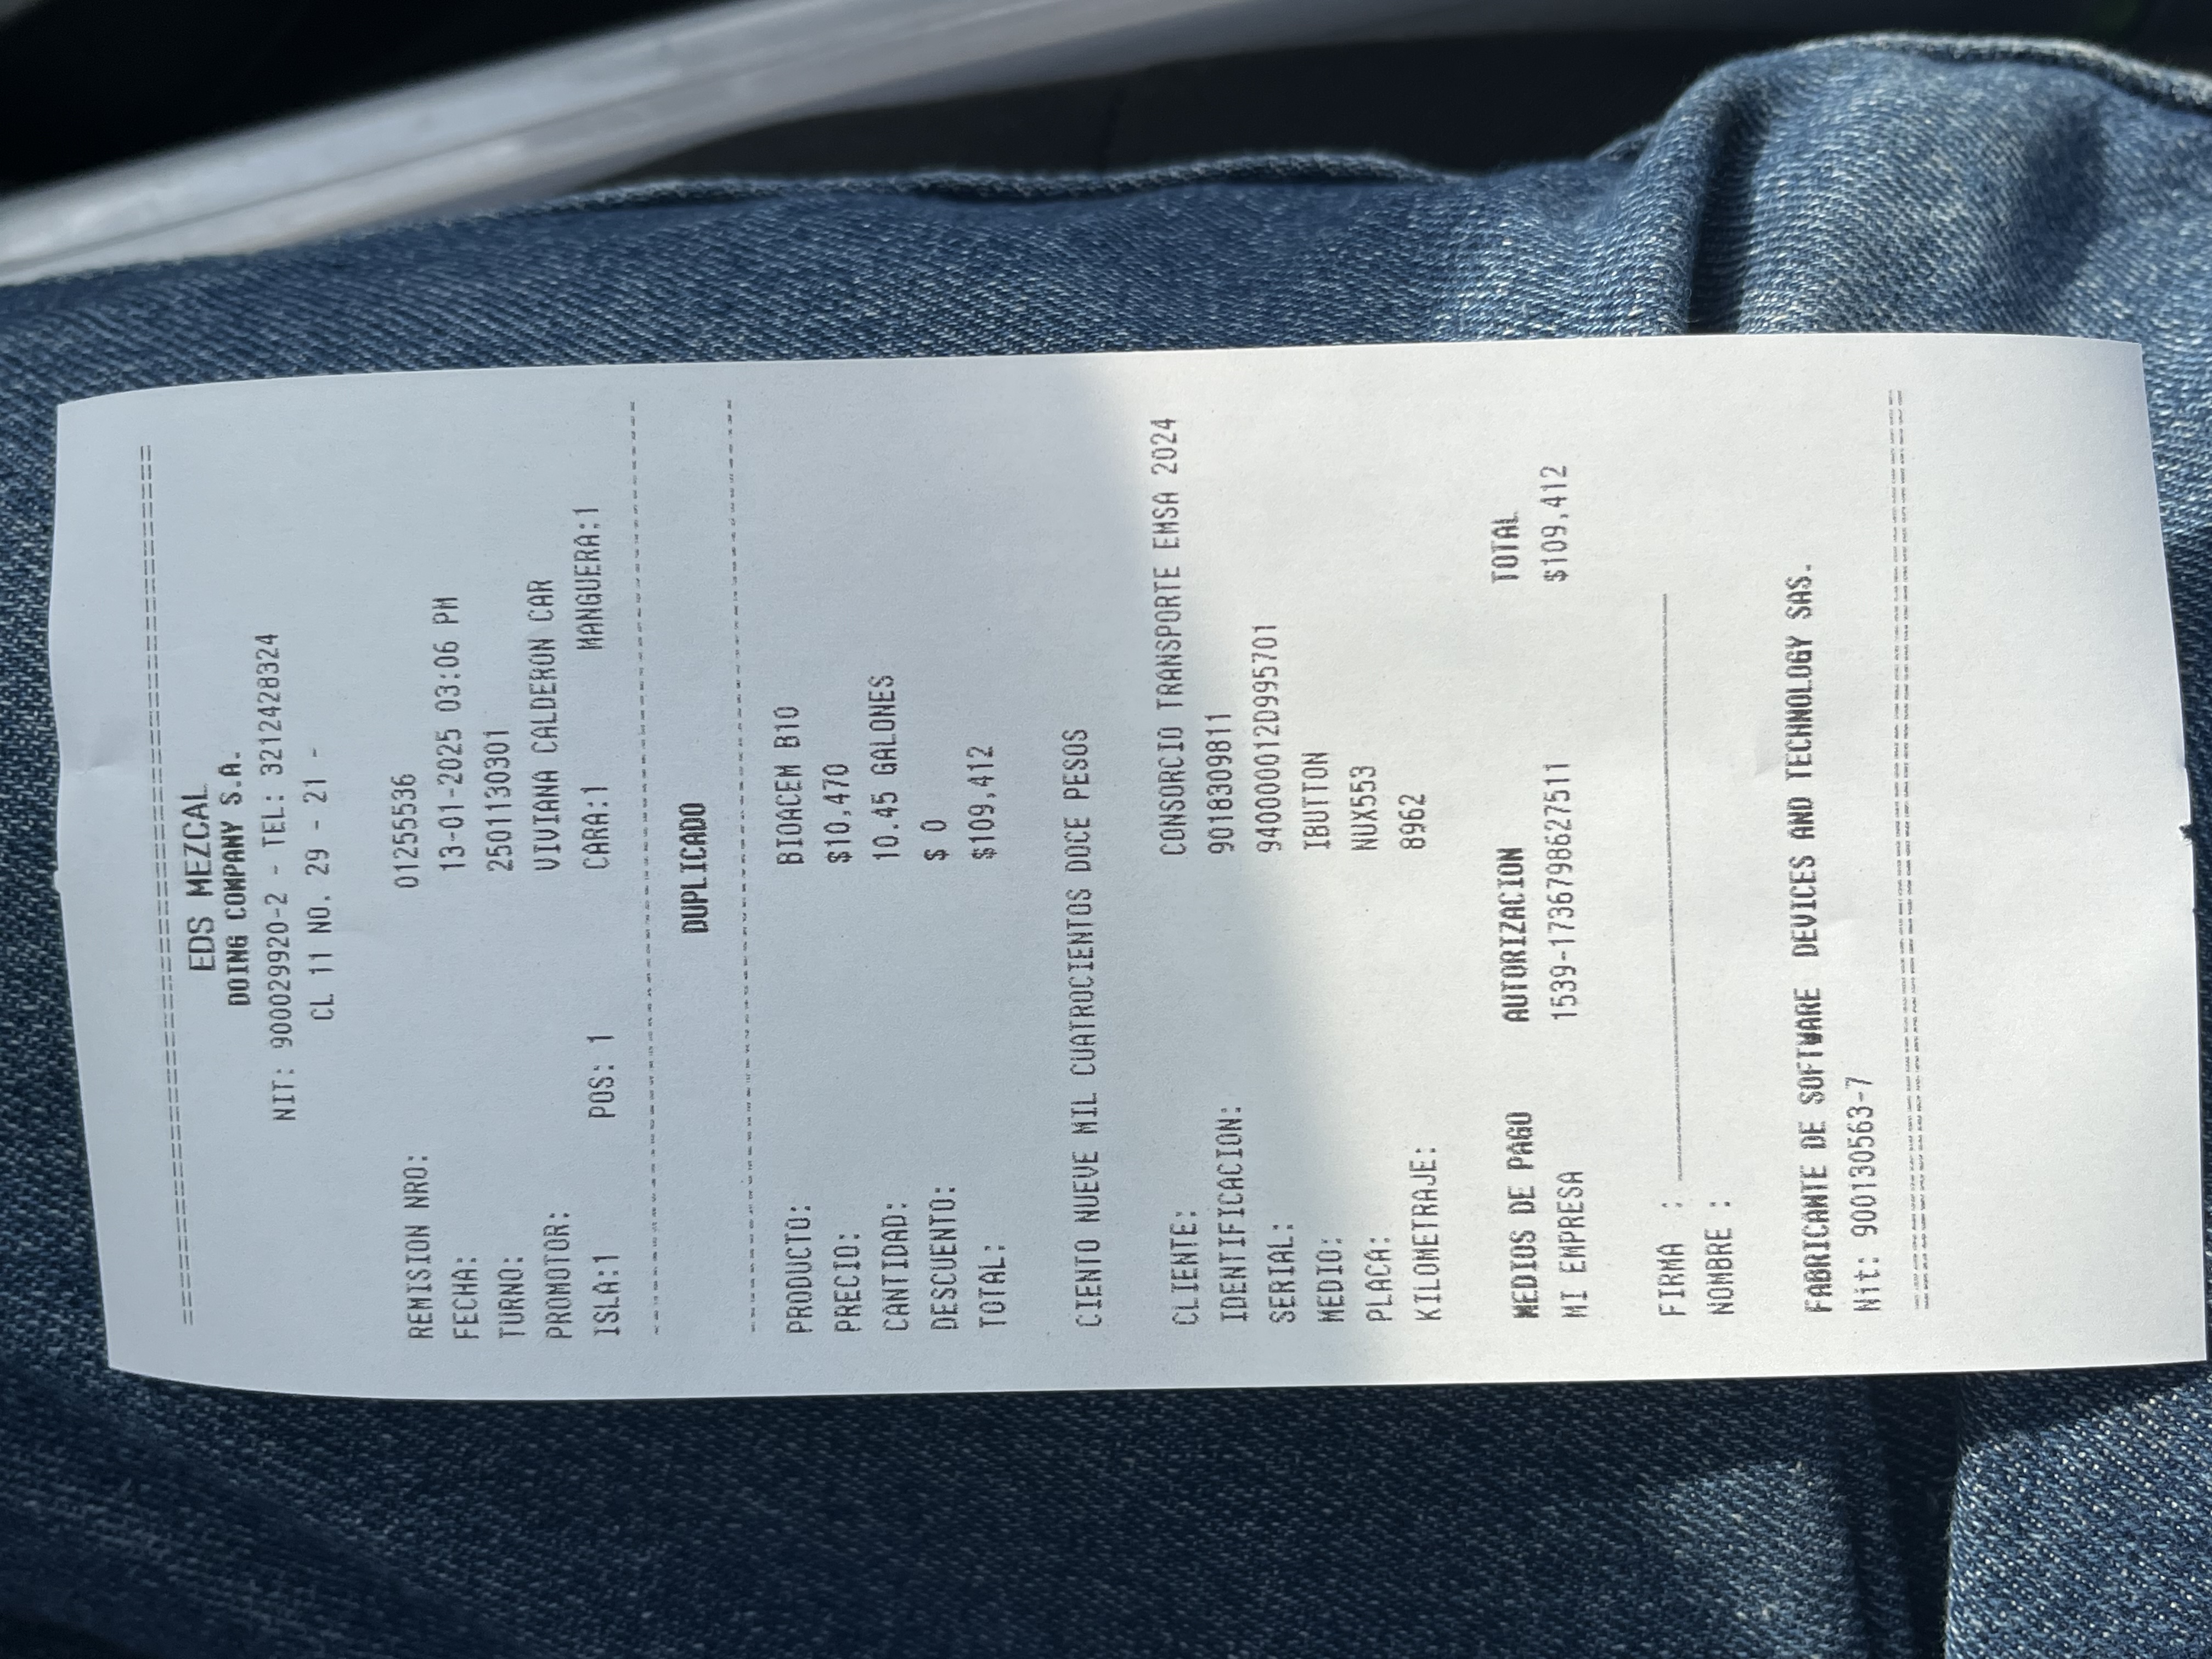 ================================================
EDS MEZCAL
DOING COMPANY S.A.
NIT: 900029920-2 - TEL: 3212428324
CL 11 NO. 29 - 21 -
REMISION NRO: 01255536
FECHA: 13-01-2025 03:06 PM
TURNO: 2501130301
PROMOTOR: VIVIANA CALDERON CAR
ISLA:1 POS: 1 CARA:1 MANGUERA:1
------------------------------------------------
DUPLICADO
------------------------------------------------
PRODUCTO: BIOACEM B10
PRECIO: $10,470
CANTIDAD: 10.45 GALONES
DESCUENTO: $ 0
TOTAL: $109,412
CIENTO NUEVE MIL CUATROCIENTOS DOCE PESOS
CLIENTE: CONSORCIO TRANSPORTE EMSA 2024
IDENTIFICACION: 9018309811
SERIAL: 940000012D995701
MEDIO: IBUTTON
PLACA: NUX553
KILOMETRAJE: 8962
MEDIOS DE PAGO AUTORIZACION TOTAL
MI EMPRESA 1539-1736798627511 $109,412
FIRMA : ______________________________
NOMBRE :
FABRICANTE DE SOFTWARE DEVICES AND TECHNOLOGY SAS.
Nit: 900130563-7
================================================